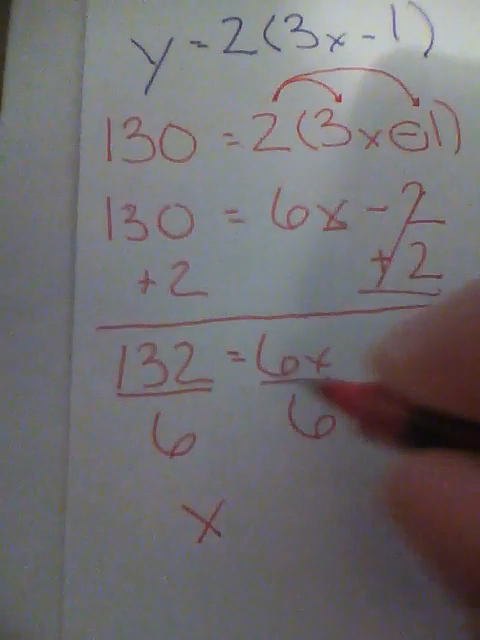 y = 2(3x - 1)
130 = 2(3x - 1)
130 = 6x - 2
+2 +2
132 = 6x
6 6
x